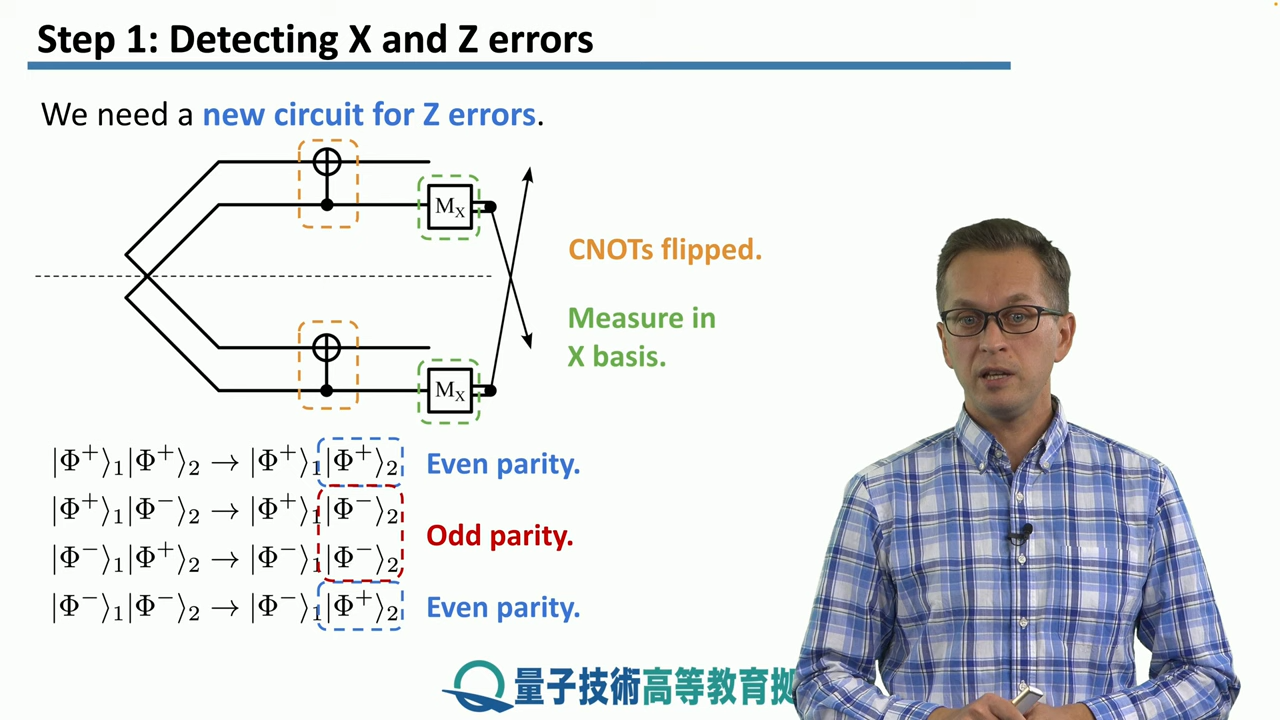 Step 1: Detecting X and Z errors
We need a new circuit for Z errors.
M_X
CNOTs flipped.
Measure in
X basis.
M_X
|Φ⁺⟩₁|Φ⁺⟩₂ → |Φ⁺⟩₁|Φ⁺⟩₂ Even parity.
|Φ⁺⟩₁|Φ⁻⟩₂ → |Φ⁺⟩₁|Φ⁻⟩₂
Odd parity.
|Φ⁻⟩₁|Φ⁺⟩₂ → |Φ⁻⟩₁|Φ⁻⟩₂
|Φ⁻⟩₁|Φ⁻⟩₂ → |Φ⁻⟩₁|Φ⁺⟩₂ Even parity.
量子技術高等教育拠